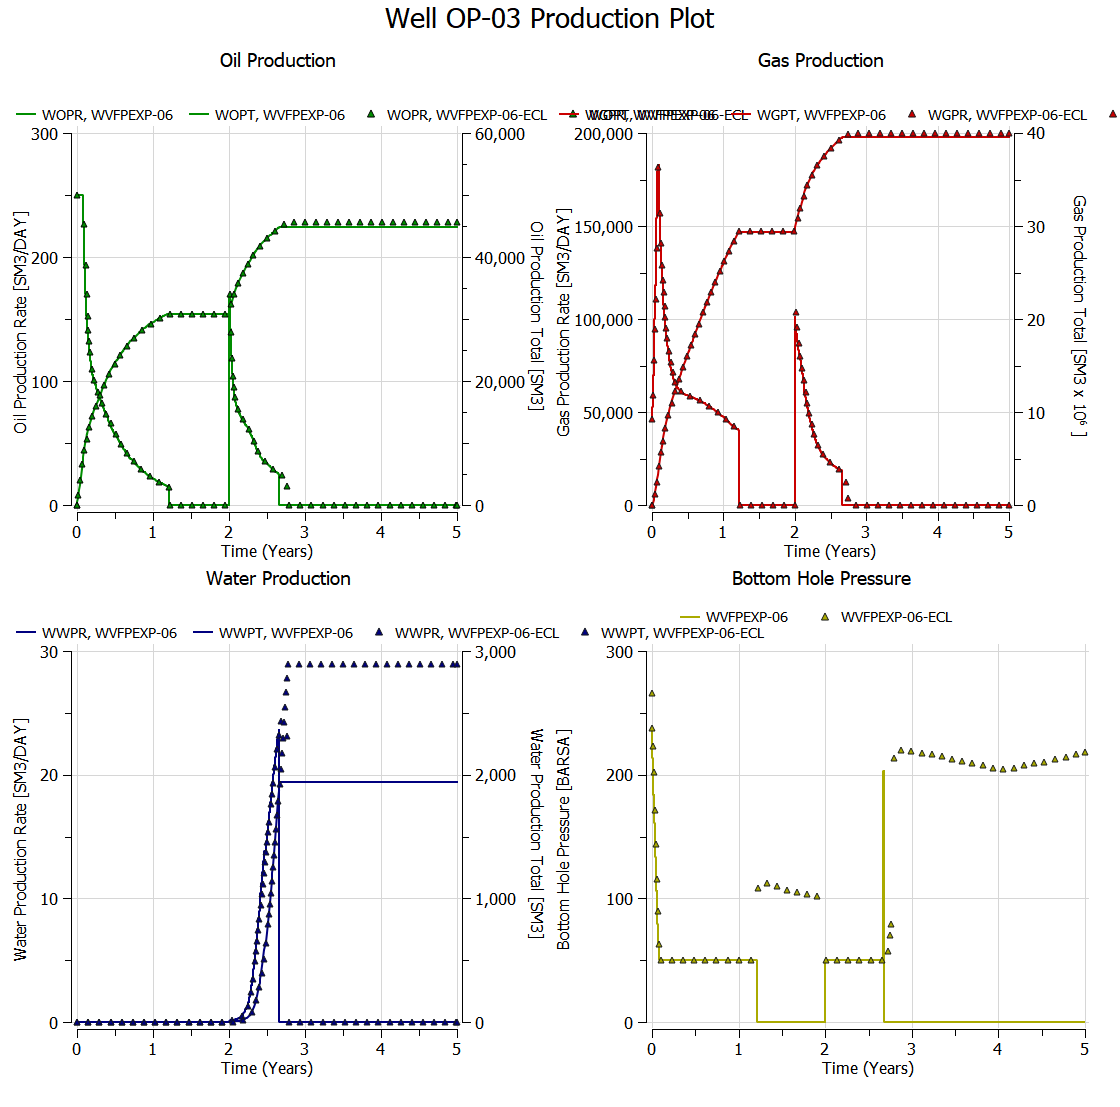 Well OP-03 Production Plot
Oil Production
WOPR, WVFPEXP-06 WOPT, WVFPEXP-06 WOPR, WVFPEXP-06-ECL
300
200
100
0
60,000
40,000
20,000
0
Oil Production Rate [SM3/DAY]
Oil Production Total [SM3]
0 1 2 3 4 5
Time (Years)
Gas Production
WGPT, WVFPEXP-06 WGPR, WVFPEXP-06-ECL
200,000
150,000
100,000
50,000
0
40
30
20
10
0
Gas Production Rate [SM3/DAY]
Gas Production Total [SM3 x 10⁶ ]
0 1 2 3 4 5
Time (Years)
Water Production
WWPR, WVFPEXP-06 WWPT, WVFPEXP-06 WWPR, WVFPEXP-06-ECL WWPT, WVFPEXP-06-ECL
30
20
10
0
3,000
2,000
1,000
0
Water Production Rate [SM3/DAY]
Water Production Total [SM3]
0 1 2 3 4 5
Time (Years)
Bottom Hole Pressure
WVFPEXP-06 WVFPEXP-06-ECL
300
200
100
0
Bottom Hole Pressure [BARSA]
0 1 2 3 4 5
Time (Years)